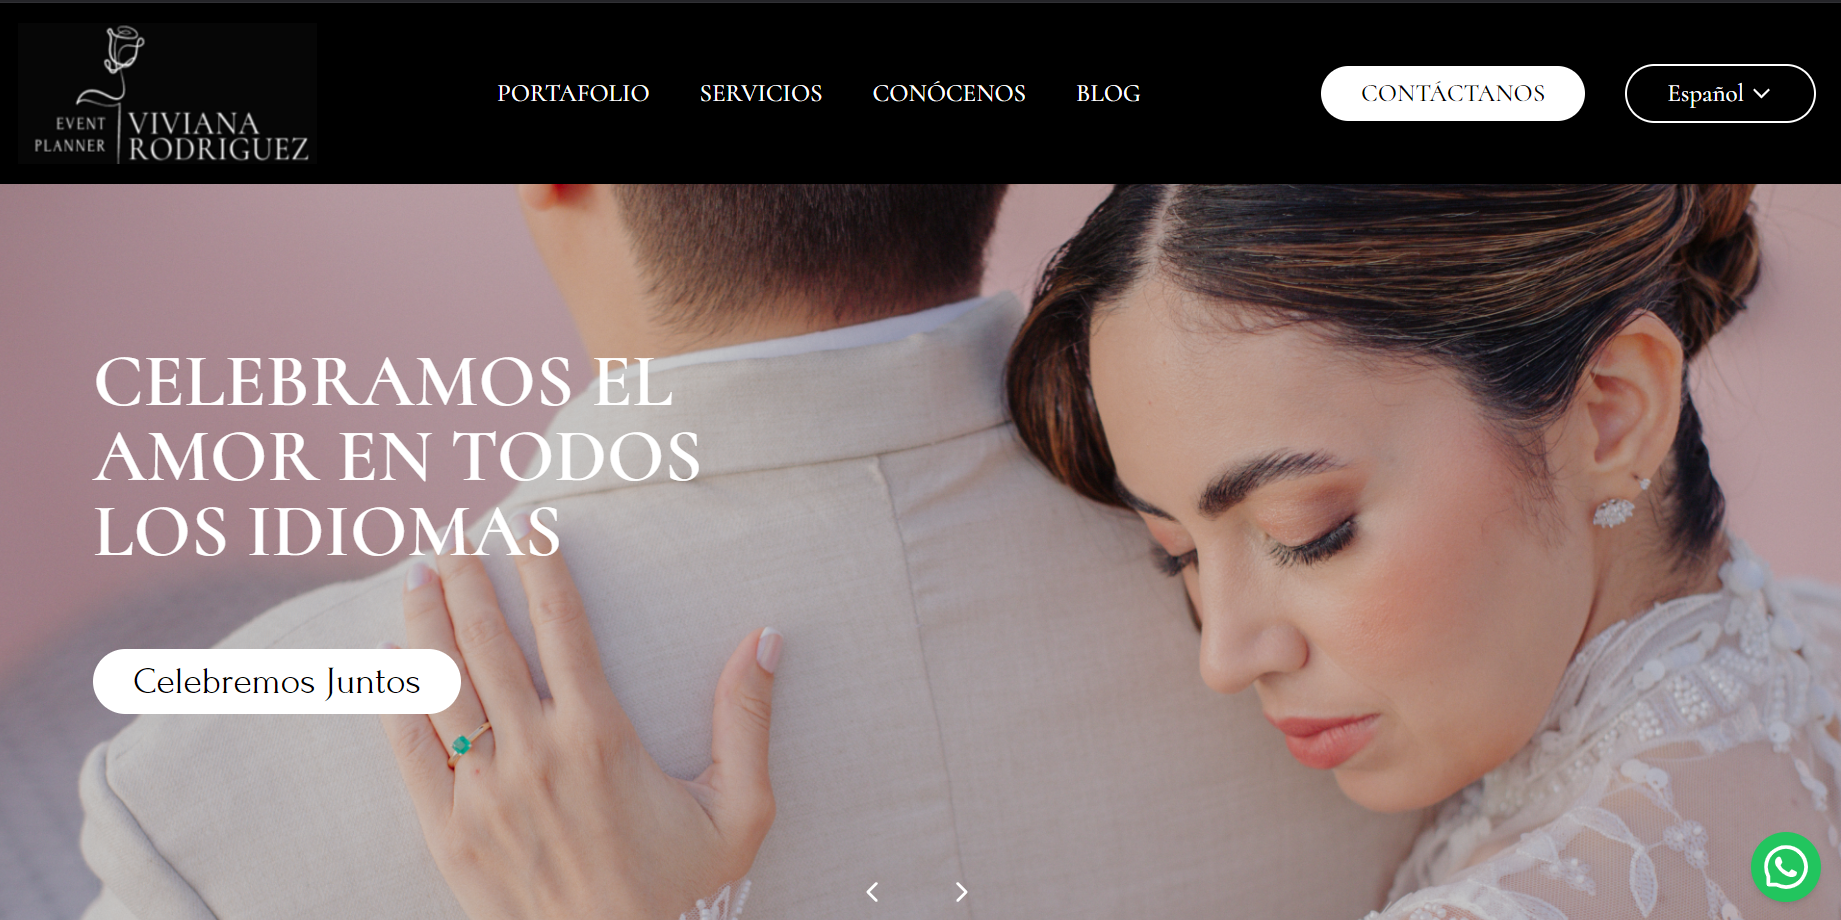 EVENT
PLANNER
VIVIANA
RODRIGUEZ
PORTAFOLIO
SERVICIOS
CONÓCENOS
BLOG
CONTÁCTANOS
Español
CELEBRAMOS EL
AMOR EN TODOS
LOS IDIOMAS
Celebremos Juntos